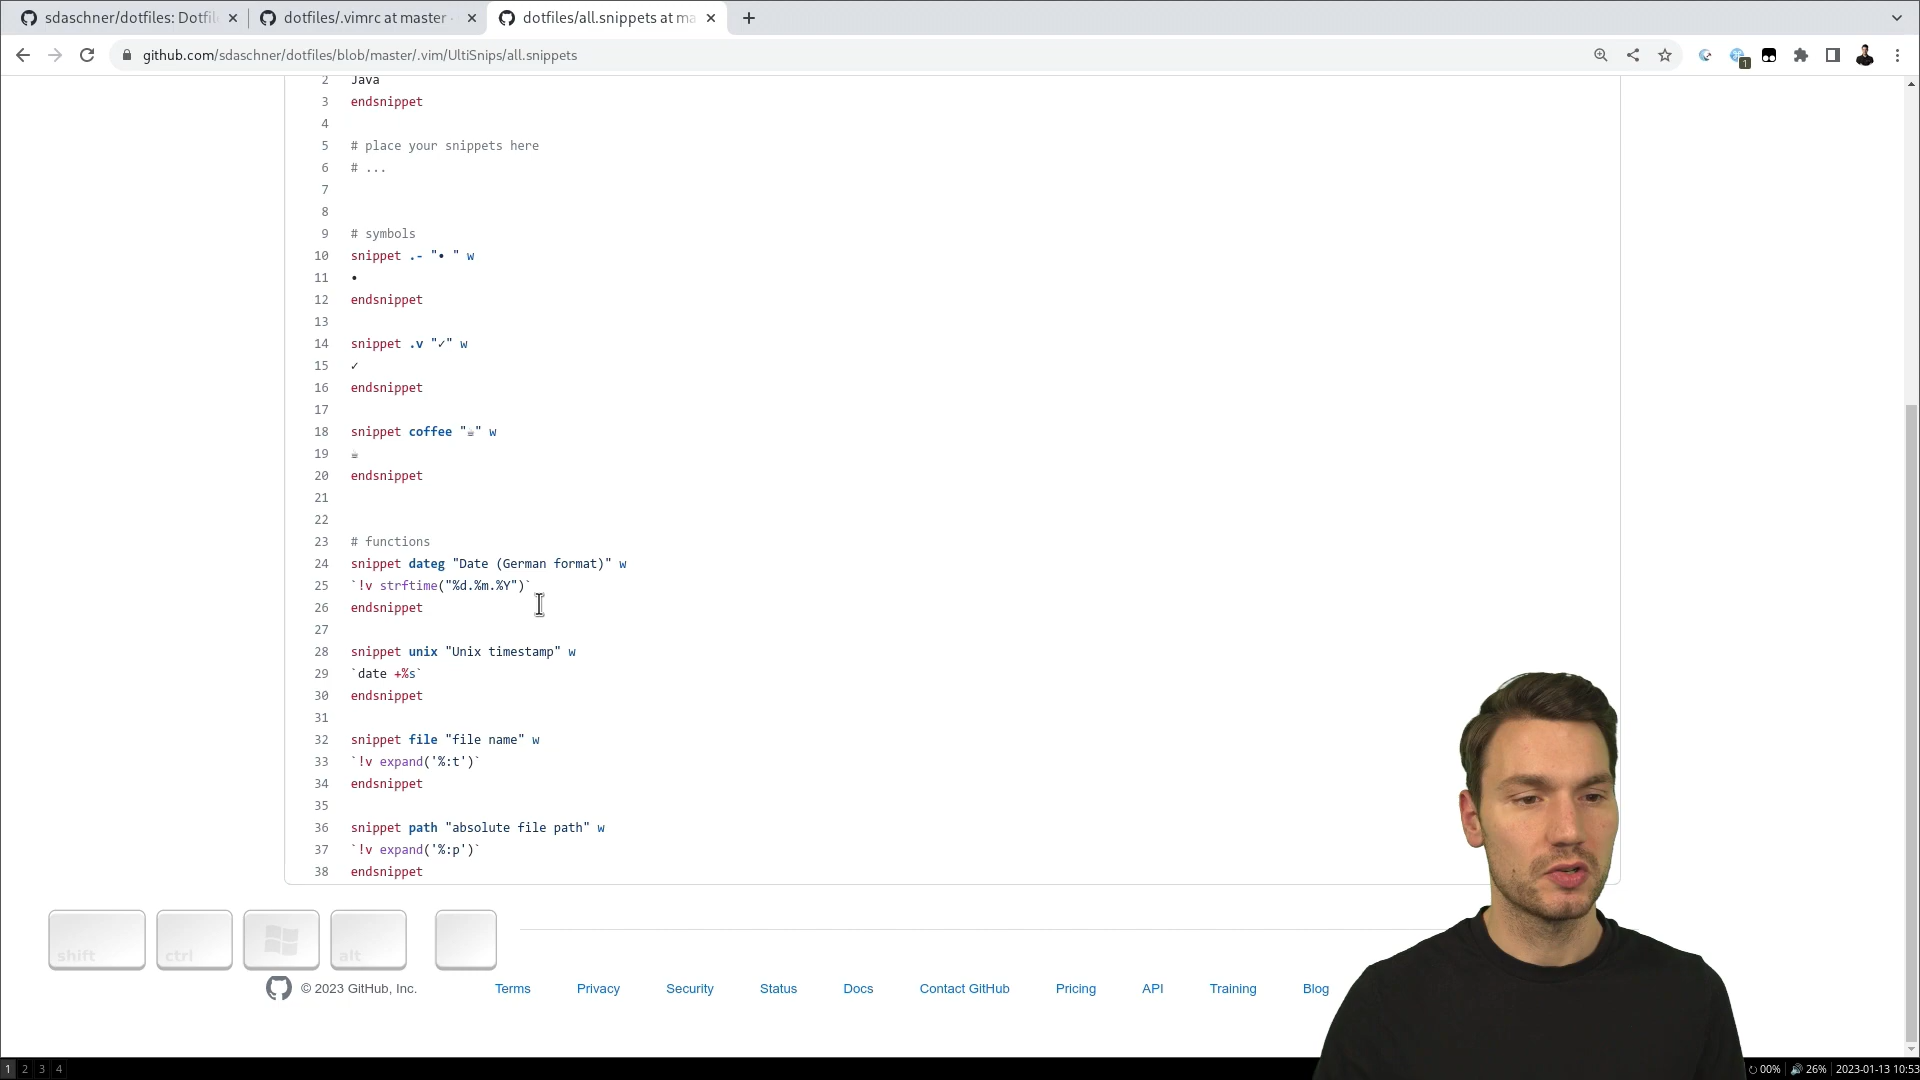 sdaschner/dotfiles: Dotfil
dotfiles/.vimrc at master ·
dotfiles/all.snippets at ma
github.com/sdaschner/dotfiles/blob/master/.vim/UltiSnips/all.snippets
1
2 Java
3 endsnippet
4
5 # place your snippets here
6 # ...
7
8
9 # symbols
10 snippet .- "• " w
11 •
12 endsnippet
13
14 snippet .v "✓" w
15 ✓
16 endsnippet
17
18 snippet coffee "☕" w
19 ☕
20 endsnippet
21
22
23 # functions
24 snippet dateg "Date (German format)" w
25 `!v strftime("%d.%m.%Y")`
26 endsnippet
27
28 snippet unix "Unix timestamp" w
29 `date +%s`
30 endsnippet
31
32 snippet file "file name" w
33 `!v expand('%:t')`
34 endsnippet
35
36 snippet path "absolute file path" w
37 `!v expand('%:p')`
38 endsnippet
shift ctrl alt
© 2023 GitHub, Inc. Terms Privacy Security Status Docs Contact GitHub Pricing API Training Blog
1 2 3 4 00% 26% 2023-01-13 10:53